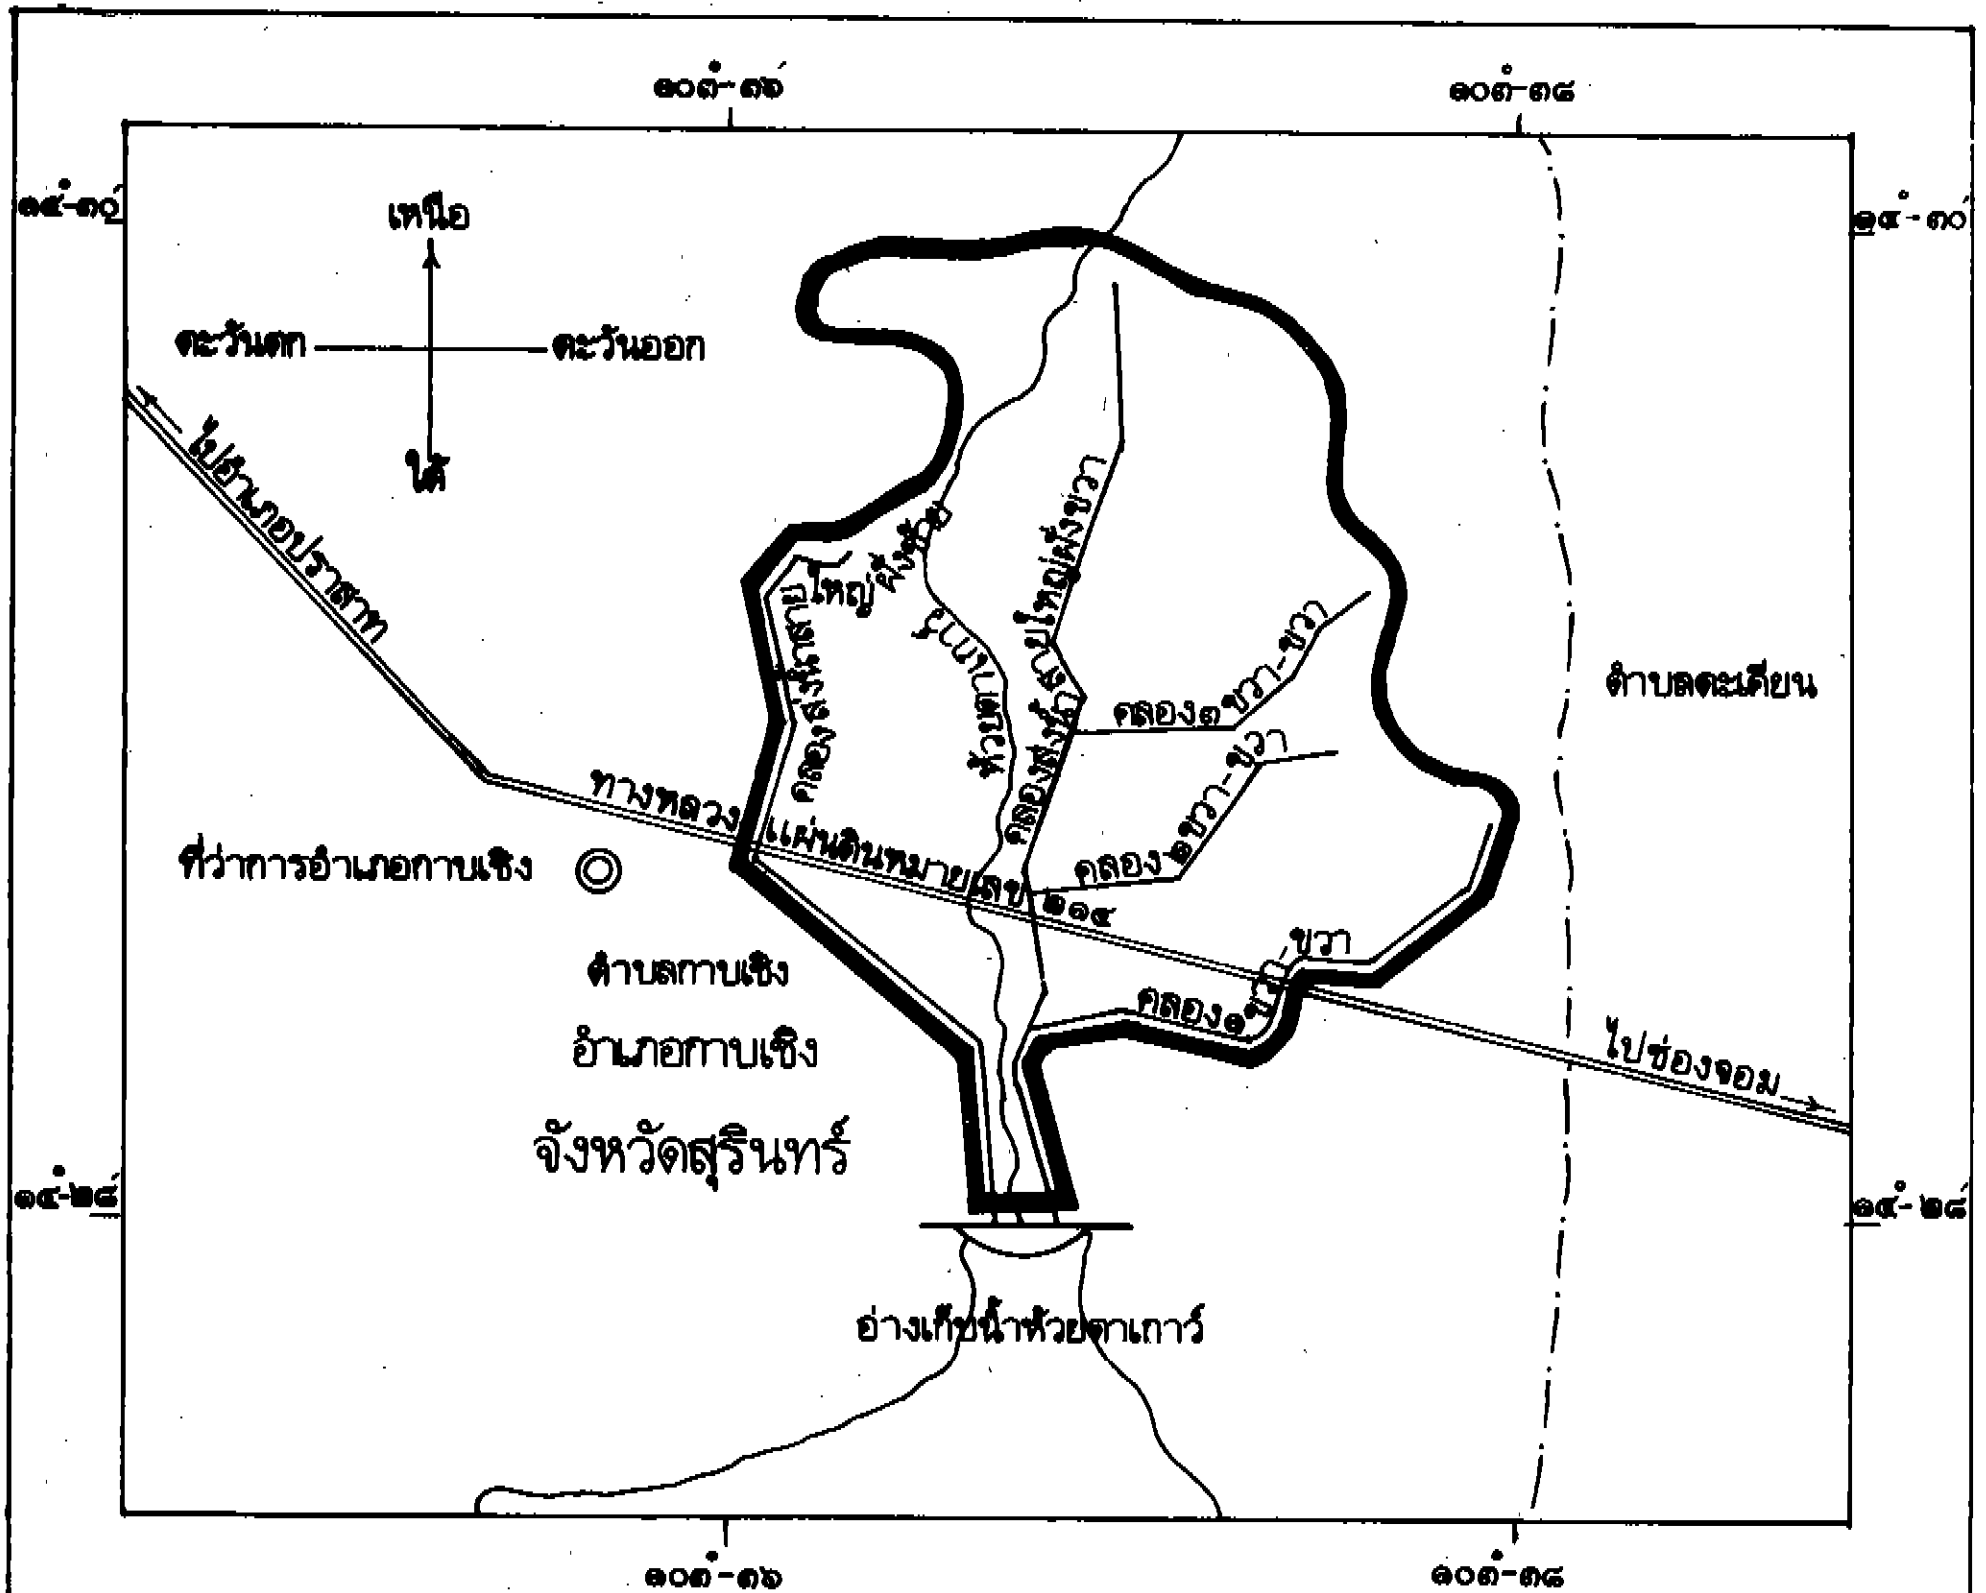 ๑๐๓°-๓๖′
๑๐๓°-๓๘′
๑๔°-๓๐′
๑๔°-๓๐′
เหนือ
ตะวันตก
ตะวันออก
ใต้
ไปอำเภอปราสาท
คลองส่งน้ำสายใหญ่ฝั่งซ้าย
คลองส่งน้ำสายใหญ่ฝั่งขวา
คลอง๓ขวา-ขวา
คลอง๒ขวา-ขวา
ตำบลตะเคียน
ทางหลวงแผ่นดินหมายเลข ๒๑๔
ที่ว่าการอำเภอกาบเชิง
ตำบลกาบเชิง
คลอง๑ขวา-ขวา
อำเภอกาบเชิง
ไปช่องจอม
จังหวัดสุรินทร์
๑๔°-๒๘′
๑๔°-๒๘′
อ่างเก็บน้ำห้วยตาเกาว์
๑๐๓°-๓๖
๑๐๓°-๓๘